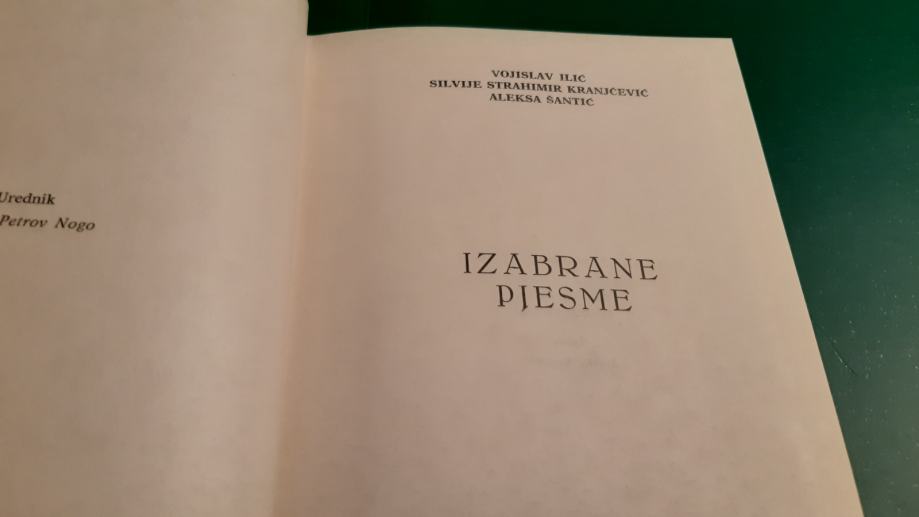 Urednik
Petrov Nogo
VOJISLAV ILIĆ
SILVIJE STRAHIMIR KRANJČEVIĆ
ALEKSA ŠANTIĆ
IZABRANE
PJESME